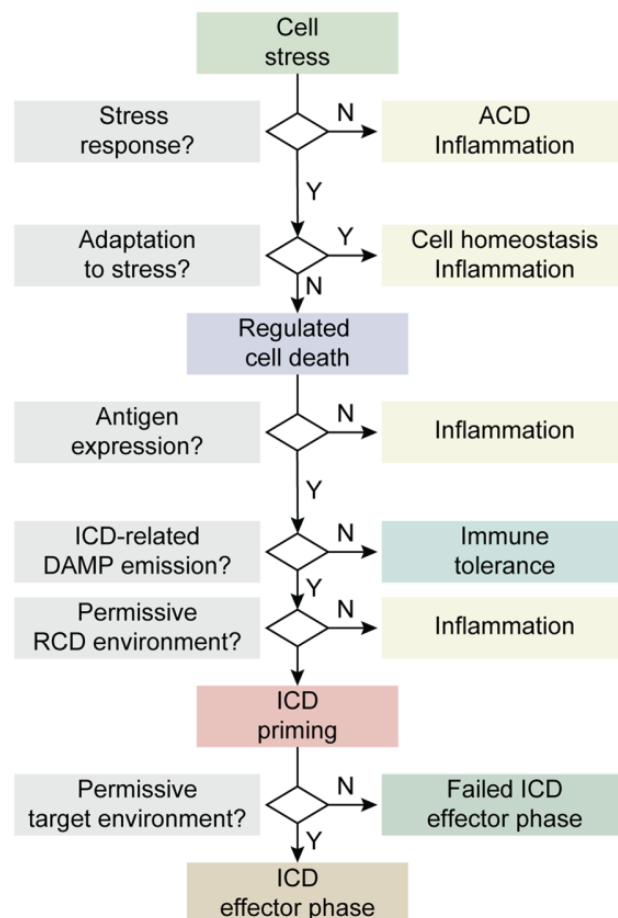 Cell
stress
Stress
response?
N
ACD
Inflammation
Y
Adaptation
to stress?
Y
Cell homeostasis
Inflammation
N
Regulated
cell death
Antigen
expression?
N
Inflammation
Y
ICD-related
DAMP emission?
N
Immune
tolerance
Y
Permissive
RCD environment?
N
Inflammation
ICD
priming
Permissive
target environment?
N
Failed ICD
effector phase
Y
ICD
effector phase